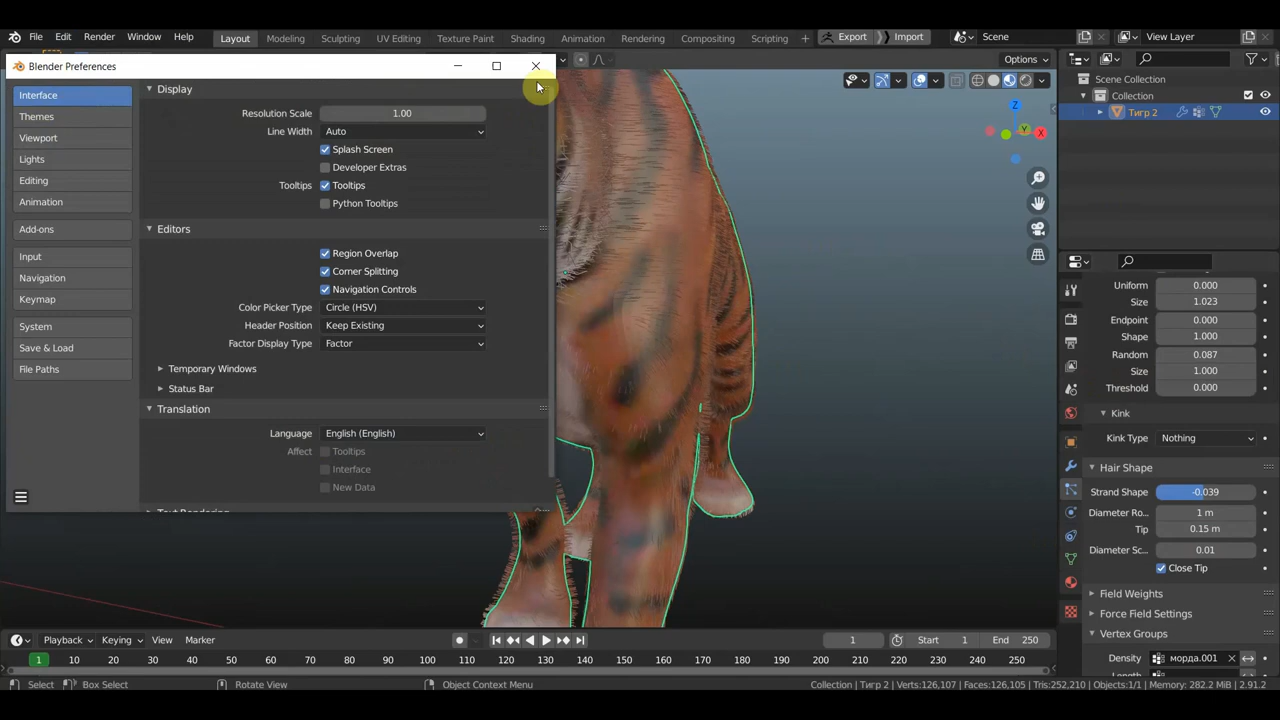 File Edit Render Window Help Layout Modeling Sculpting UV Editing Texture Paint Shading Animation Rendering Compositing Scripting + Export Import Scene View Layer
Blender Preferences
Options
Interface
Themes
Viewport
Lights
Editing
Animation
Add-ons
Input
Navigation
Keymap
System
Save & Load
File Paths
Display
Resolution Scale 1.00
Line Width Auto
Splash Screen
Developer Extras
Tooltips Tooltips
Python Tooltips
Editors
Region Overlap
Corner Splitting
Navigation Controls
Color Picker Type Circle (HSV)
Header Position Keep Existing
Factor Display Type Factor
Temporary Windows
Status Bar
Translation
Language English (English)
Affect Tooltips
Interface
New Data
Z
Y
X
Scene Collection
Collection
Тигр 2
Uniform 0.000
Size 1.023
Endpoint 0.000
Shape 1.000
Random 0.087
Size 1.000
Threshold 0.000
Kink
Kink Type Nothing
Hair Shape
Strand Shape -0.039
Diameter Ro... 1 m
Tip 0.15 m
Diameter Sc... 0.01
Close Tip
Field Weights
Force Field Settings
Vertex Groups
Density морда.001
Playback Keying View Marker 1 Start 1 End 250
1 10 20 30 40 50 60 70 80 90 100 110 120 130 140 150 160 170 180 190 200 210 220 230 240 250
Select Box Select Rotate View Object Context Menu Collection | Тигр 2 | Verts:126,107 | Faces:126,105 | Tris:252,210 | Objects:1/1 | Memory: 282.2 MiB | 2.91.2